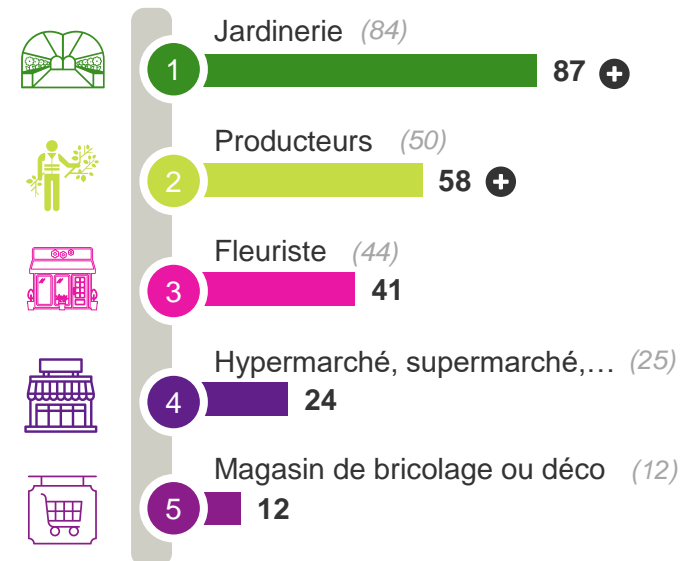 Jardinerie (84)
1
87 +
Producteurs (50)
2
58 +
Fleuriste (44)
3
41
Hypermarché, supermarché,… (25)
4
24
Magasin de bricolage ou déco (12)
5
12